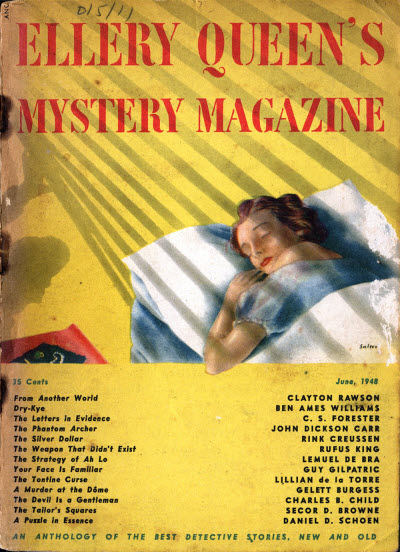 D15/11
ELLERY QUEEN'S
MYSTERY MAGAZINE
Salter
35 Cents June, 1948
From Another World CLAYTON RAWSON
Dry-Kye BEN AMES WILLIAMS
The Letters in Evidence C. S. FORESTER
The Phantom Archer JOHN DICKSON CARR
The Silver Dollar RINK CREUSSEN
The Weapon That Didn't Exist RUFUS KING
The Strategy of Ah Lo LEMUEL DE BRA
Your Face Is Familiar GUY GILPATRIC
The Tontine Curse LILLIAN de la TORRE
A Murder at the Dôme GELETT BURGESS
The Devil Is a Gentleman CHARLES B. CHILD
The Tailor's Squares SECOR D. BROWNE
A Puzzle in Essence DANIEL D. SCHOEN
AN ANTHOLOGY OF THE BEST DETECTIVE STORIES, NEW AND OLD